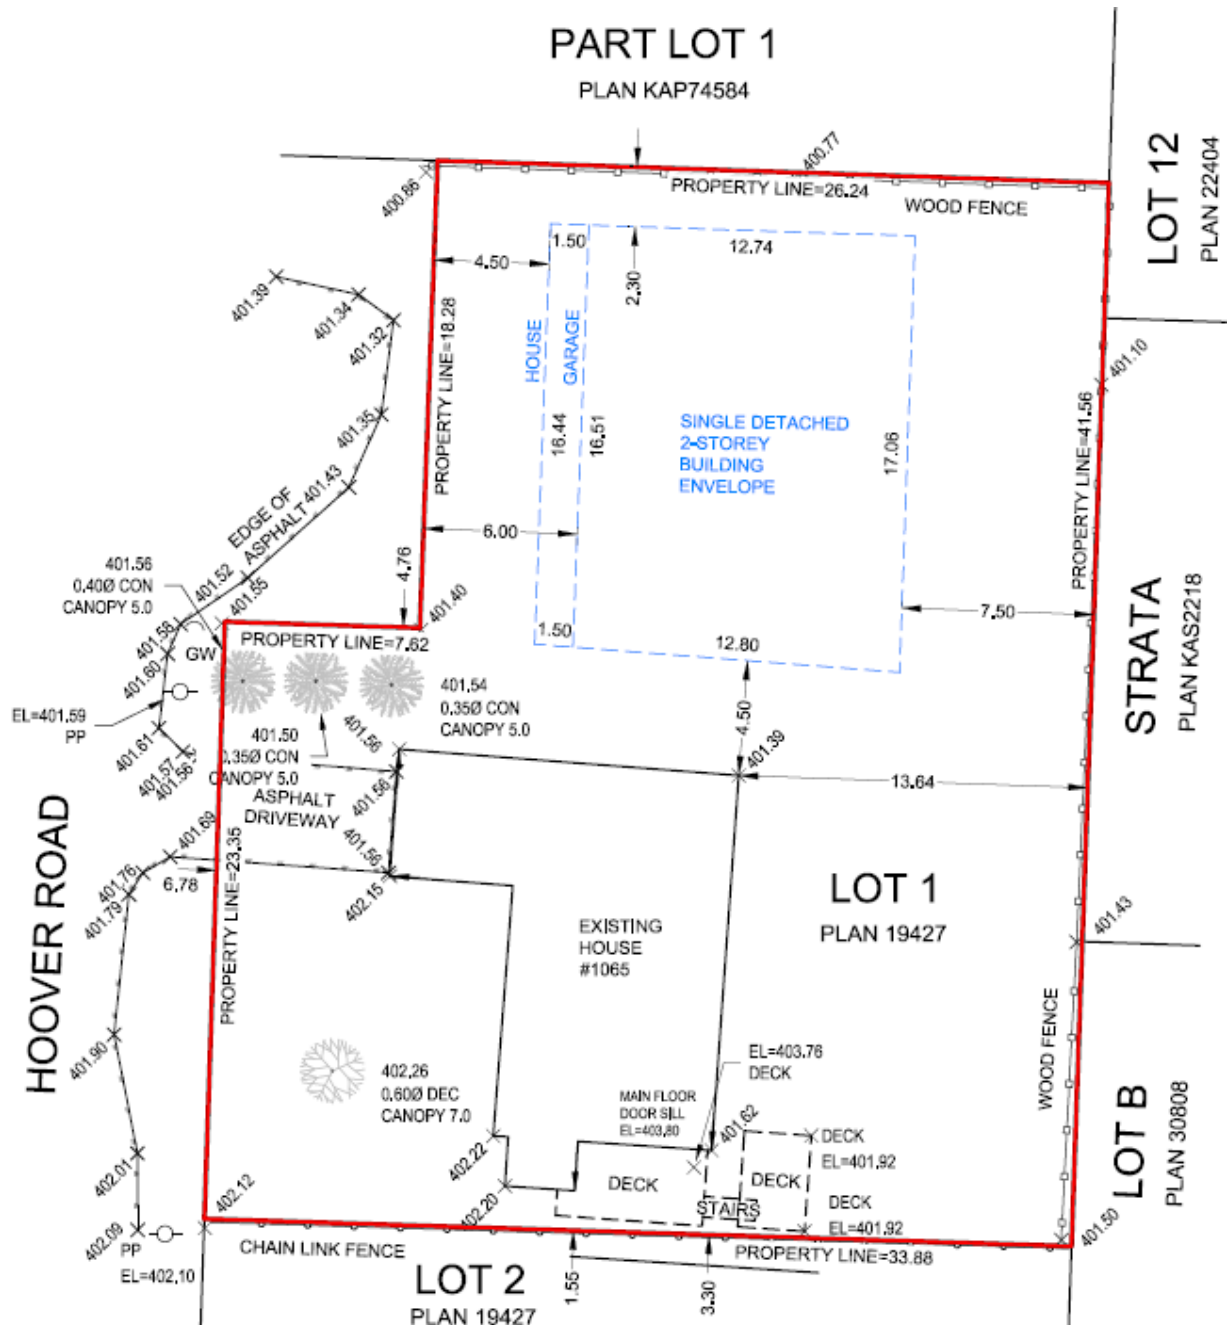 PART LOT 1
PLAN KAP74584
LOT 12
PLAN 22404
400.77
400.86
PROPERTY LINE=26.24
WOOD FENCE
1.50
12.74
4.50
2.30
401.39
401.34
401.32
HOUSE
GARAGE
PROPERTY LINE=18.28
401.10
401.35
16.44
16.51
SINGLE DETACHED
2-STOREY
BUILDING
ENVELOPE
17.06
PROPERTY LINE=41.56
401.43
EDGE OF
ASPHALT
6.00
4.76
401.56
0.40Ø CON
CANOPY 5.0
401.52
401.55
401.40
7.50
STRATA
PLAN KAS2218
401.58
401.60
GW
PROPERTY LINE=7.62
1.50
12.80
401.54
0.35Ø CON
CANOPY 5.0
EL=401.59
PP
401.61
401.57
401.56
401.50
0.35Ø CON
CANOPY 5.0
401.56
4.50
401.39
13.64
401.56
ASPHALT
DRIVEWAY
401.56
402.15
401.69
401.76
401.79
6.78
PROPERTY LINE=23.35
HOOVER ROAD
LOT 1
PLAN 19427
EXISTING
HOUSE
#1065
401.43
401.90
WOOD FENCE
EL=403.76
DECK
402.26
0.60Ø DEC
CANOPY 7.0
MAIN FLOOR
DOOR SILL
EL=403.80
401.62
LOT B
PLAN 30808
402.22
402.01
DECK
EL=401.92
DECK
DECK
402.20
STAIRS
DECK
EL=401.92
402.12
402.09
PP
EL=402.10
CHAIN LINK FENCE
PROPERTY LINE=33.88
401.50
LOT 2
PLAN 19427
1.55
3.30